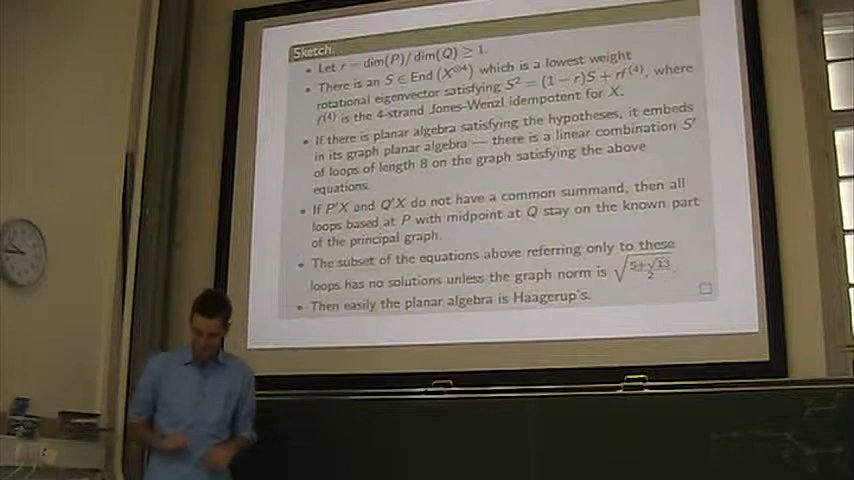 Sketch.
• Let r = dim(P)/ dim(Q) ≥ 1.
• There is an S ∈ End (X^{⊗4}) which is a lowest weight
rotational eigenvector satisfying S² = (1 − r)S + rf^{(4)}, where
f^{(4)} is the 4-strand Jones-Wenzl idempotent for X.
• If there is planar algebra satisfying the hypotheses, it embeds
in its graph planar algebra — there is a linear combination S′
of loops of length 8 on the graph satisfying the above
equations.
• If P′X and Q′X do not have a common summand, then all
loops based at P with midpoint at Q stay on the known part
of the principal graph.
• The subset of the equations above referring only to these
loops has no solutions unless the graph norm is √((5+√13)/2).
• Then easily the planar algebra is Haagerup's.